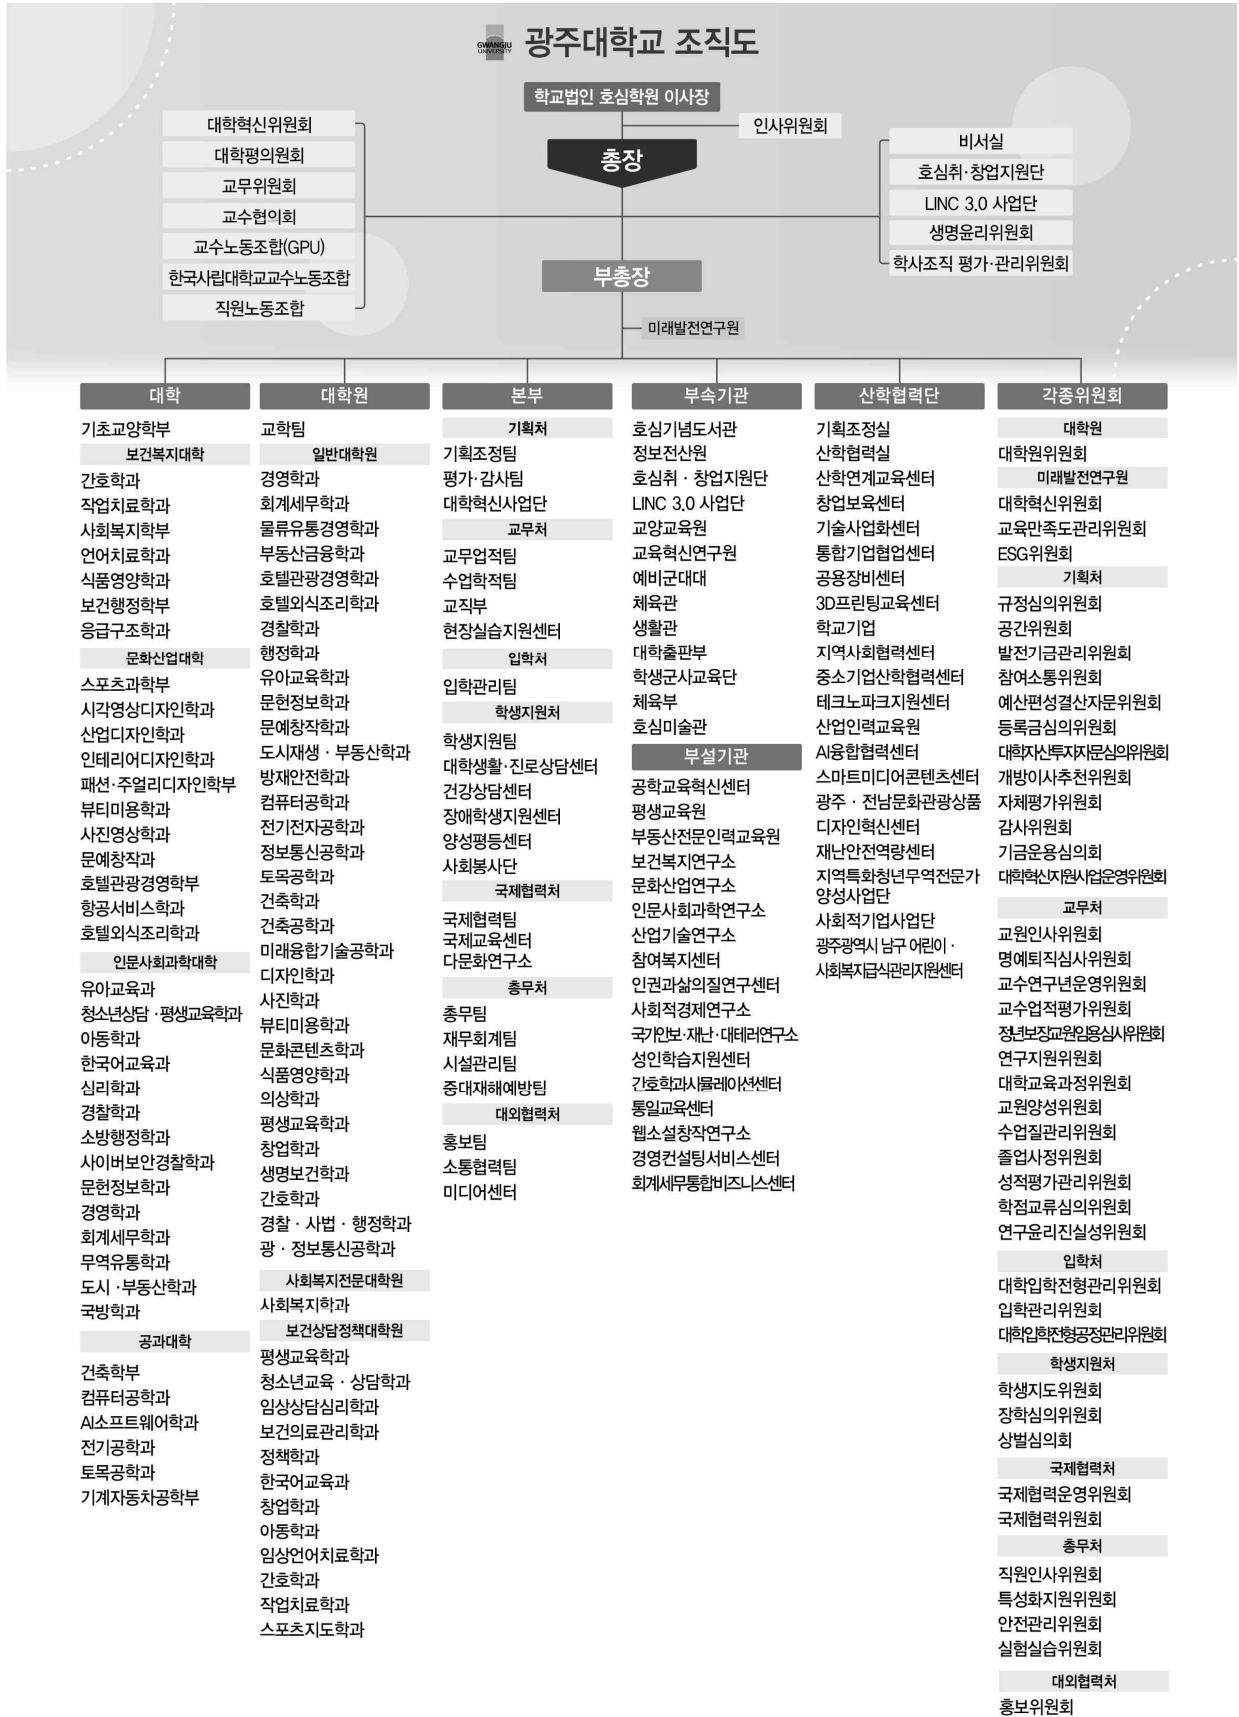 GWANGJU
UNIVERSITY
광주대학교 조직도
학교법인 호심학원 이사장
인사위원회
총장
대학혁신위원회
대학평의원회
교무위원회
교수협의회
교수노동조합(GPU)
한국사립대학교교수노동조합
직원노동조합
비서실
호심취·창업지원단
LINC 3.0 사업단
생명윤리위원회
학사조직 평가·관리위원회
부총장
미래발전연구원
대학
기초교양학부
보건복지대학
간호학과
작업치료학과
사회복지학부
언어치료학과
식품영양학과
보건행정학부
응급구조학과
문화산업대학
스포츠과학부
시각영상디자인학과
산업디자인학과
인테리어디자인학과
패션·주얼리디자인학부
뷰티미용학과
사진영상학과
문예창작과
호텔관광경영학부
항공서비스학과
호텔외식조리학과
인문사회과학대학
유아교육과
청소년상담·평생교육학과
아동학과
한국어교육과
심리학과
경찰학과
소방행정학과
사이버보안경찰학과
문헌정보학과
경영학과
회계세무학과
무역유통학과
도시·부동산학과
국방학과
공과대학
건축학부
컴퓨터공학과
AI소프트웨어학과
전기공학과
토목공학과
기계자동차공학부
대학원
교학팀
일반대학원
경영학과
회계세무학과
물류유통경영학과
부동산금융학과
호텔관광경영학과
호텔외식조리학과
경찰학과
행정학과
유아교육학과
문헌정보학과
문예창작학과
도시재생·부동산학과
방재안전학과
컴퓨터공학과
전기전자공학과
정보통신공학과
토목공학과
건축학과
건축공학과
미래융합기술공학과
디자인학과
사진학과
뷰티미용학과
문화콘텐츠학과
식품영양학과
의상학과
평생교육학과
창업학과
생명보건학과
간호학과
경찰·사법·행정학과
광·정보통신공학과
사회복지전문대학원
사회복지학과
보건상담정책대학원
평생교육학과
청소년교육·상담학과
임상상담심리학과
보건의료관리학과
정책학과
한국어교육과
창업학과
아동학과
임상언어치료학과
간호학과
작업치료학과
스포츠지도학과
본부
기획처
기획조정팀
평가·감사팀
대학혁신사업단
교무처
교무업적팀
수업학적팀
교직부
현장실습지원센터
입학처
입학관리팀
학생지원처
학생지원팀
대학생활·진로상담센터
건강상담센터
장애학생지원센터
양성평등센터
사회봉사단
국제협력처
국제협력팀
국제교육센터
다문화연구소
총무처
총무팀
재무회계팀
시설관리팀
중대재해예방팀
대외협력처
홍보팀
소통협력팀
미디어센터
부속기관
호심기념도서관
정보전산원
호심취·창업지원단
LINC 3.0 사업단
교양교육원
교육혁신연구원
예비군대대
체육관
생활관
대학출판부
학생군사교육단
체육부
호심미술관
부설기관
공학교육혁신센터
평생교육원
부동산전문인력교육원
보건복지연구소
문화산업연구소
인문사회과학연구소
산업기술연구소
참여복지센터
인권과삶의질연구센터
사회적경제연구소
국가안보·재난·대테러연구소
성인학습지원센터
간호학과시뮬레이션센터
통일교육센터
웹소설창작연구소
경영컨설팅서비스센터
회계세무통합비즈니스센터
산학협력단
기획조정실
산학협력실
산학연계교육센터
창업보육센터
기술사업화센터
통합기업협업센터
공용장비센터
3D프린팅교육센터
학교기업
지역사회협력센터
중소기업산학협력센터
테크노파크지원센터
산업인력교육원
AI융합협력센터
스마트미디어콘텐츠센터
광주·전남문화관광상품
디자인혁신센터
재난안전역량센터
지역특화청년무역전문가
양성사업단
사회적기업사업단
광주광역시 남구 어린이·
사회복지급식관리지원센터
각종위원회
대학원
대학원위원회
미래발전연구원
대학혁신위원회
교육만족도관리위원회
ESG위원회
기획처
규정심의위원회
공간위원회
발전기금관리위원회
참여소통위원회
예산편성결산자문위원회
등록금심의위원회
대학자산투자자문심의위원회
개방이사추천위원회
자체평가위원회
감사위원회
기금운용심의회
대학혁신지원사업운영위원회
교무처
교원인사위원회
명예퇴직심사위원회
교수연구년운영위원회
교수업적평가위원회
정년보장교원임용심사위원회
연구지원위원회
대학교육과정위원회
교원양성위원회
수업질관리위원회
졸업사정위원회
성적평가관리위원회
학점교류심의위원회
연구윤리진실성위원회
입학처
대학입학전형관리위원회
입학관리위원회
대학입학전형공정관리위원회
학생지원처
학생지도위원회
장학심의위원회
상벌심의회
국제협력처
국제협력운영위원회
국제협력위원회
총무처
직원인사위원회
특성화지원위원회
안전관리위원회
실험실습위원회
대외협력처
홍보위원회